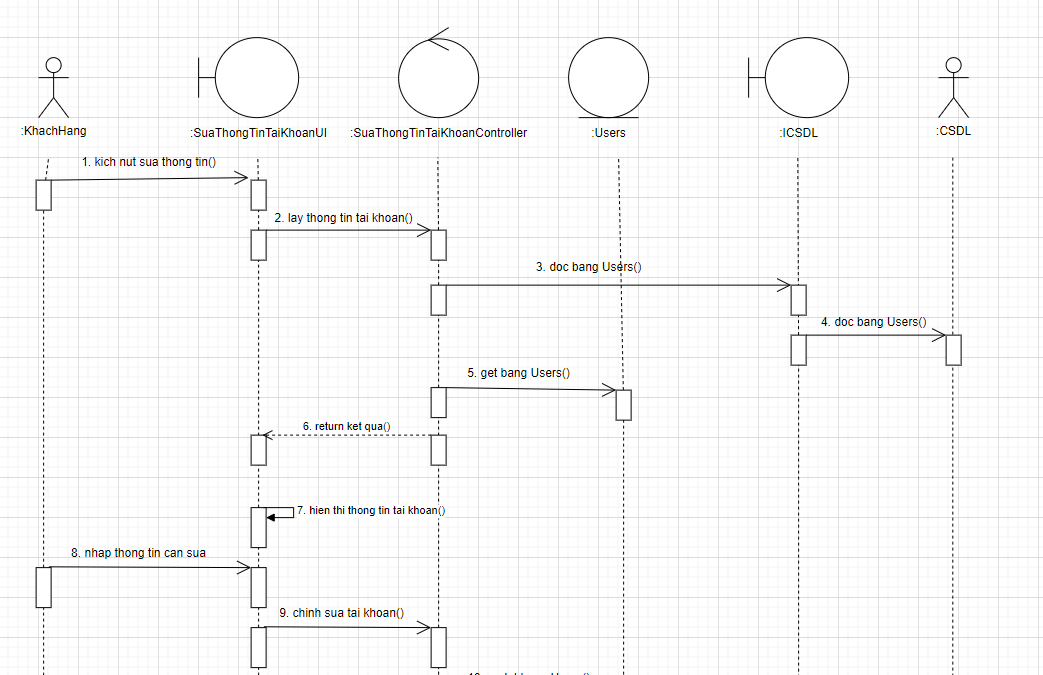 :KhachHang
:SuaThongTinTaiKhoanUI
:SuaThongTinTaiKhoanController
:Users
:ICSDL
:CSDL
1. kich nut sua thong tin()
2. lay thong tin tai khoan()
3. doc bang Users()
4. doc bang Users()
5. get bang Users()
6. return ket qua()
7. hien thi thong tin tai khoan()
8. nhap thong tin can sua
9. chinh sua tai khoan()